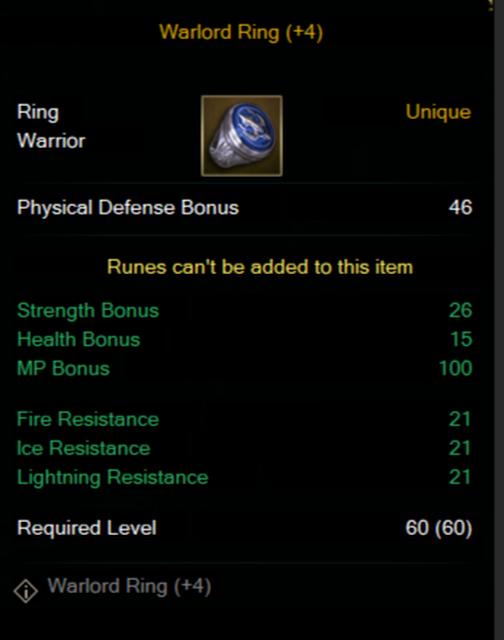 Warlord Ring (+4)
Ring Unique
Warrior
Physical Defense Bonus 46
Runes can't be added to this item
Strength Bonus 26
Health Bonus 15
MP Bonus 100
Fire Resistance 21
Ice Resistance 21
Lightning Resistance 21
Required Level 60 (60)
Warlord Ring (+4)